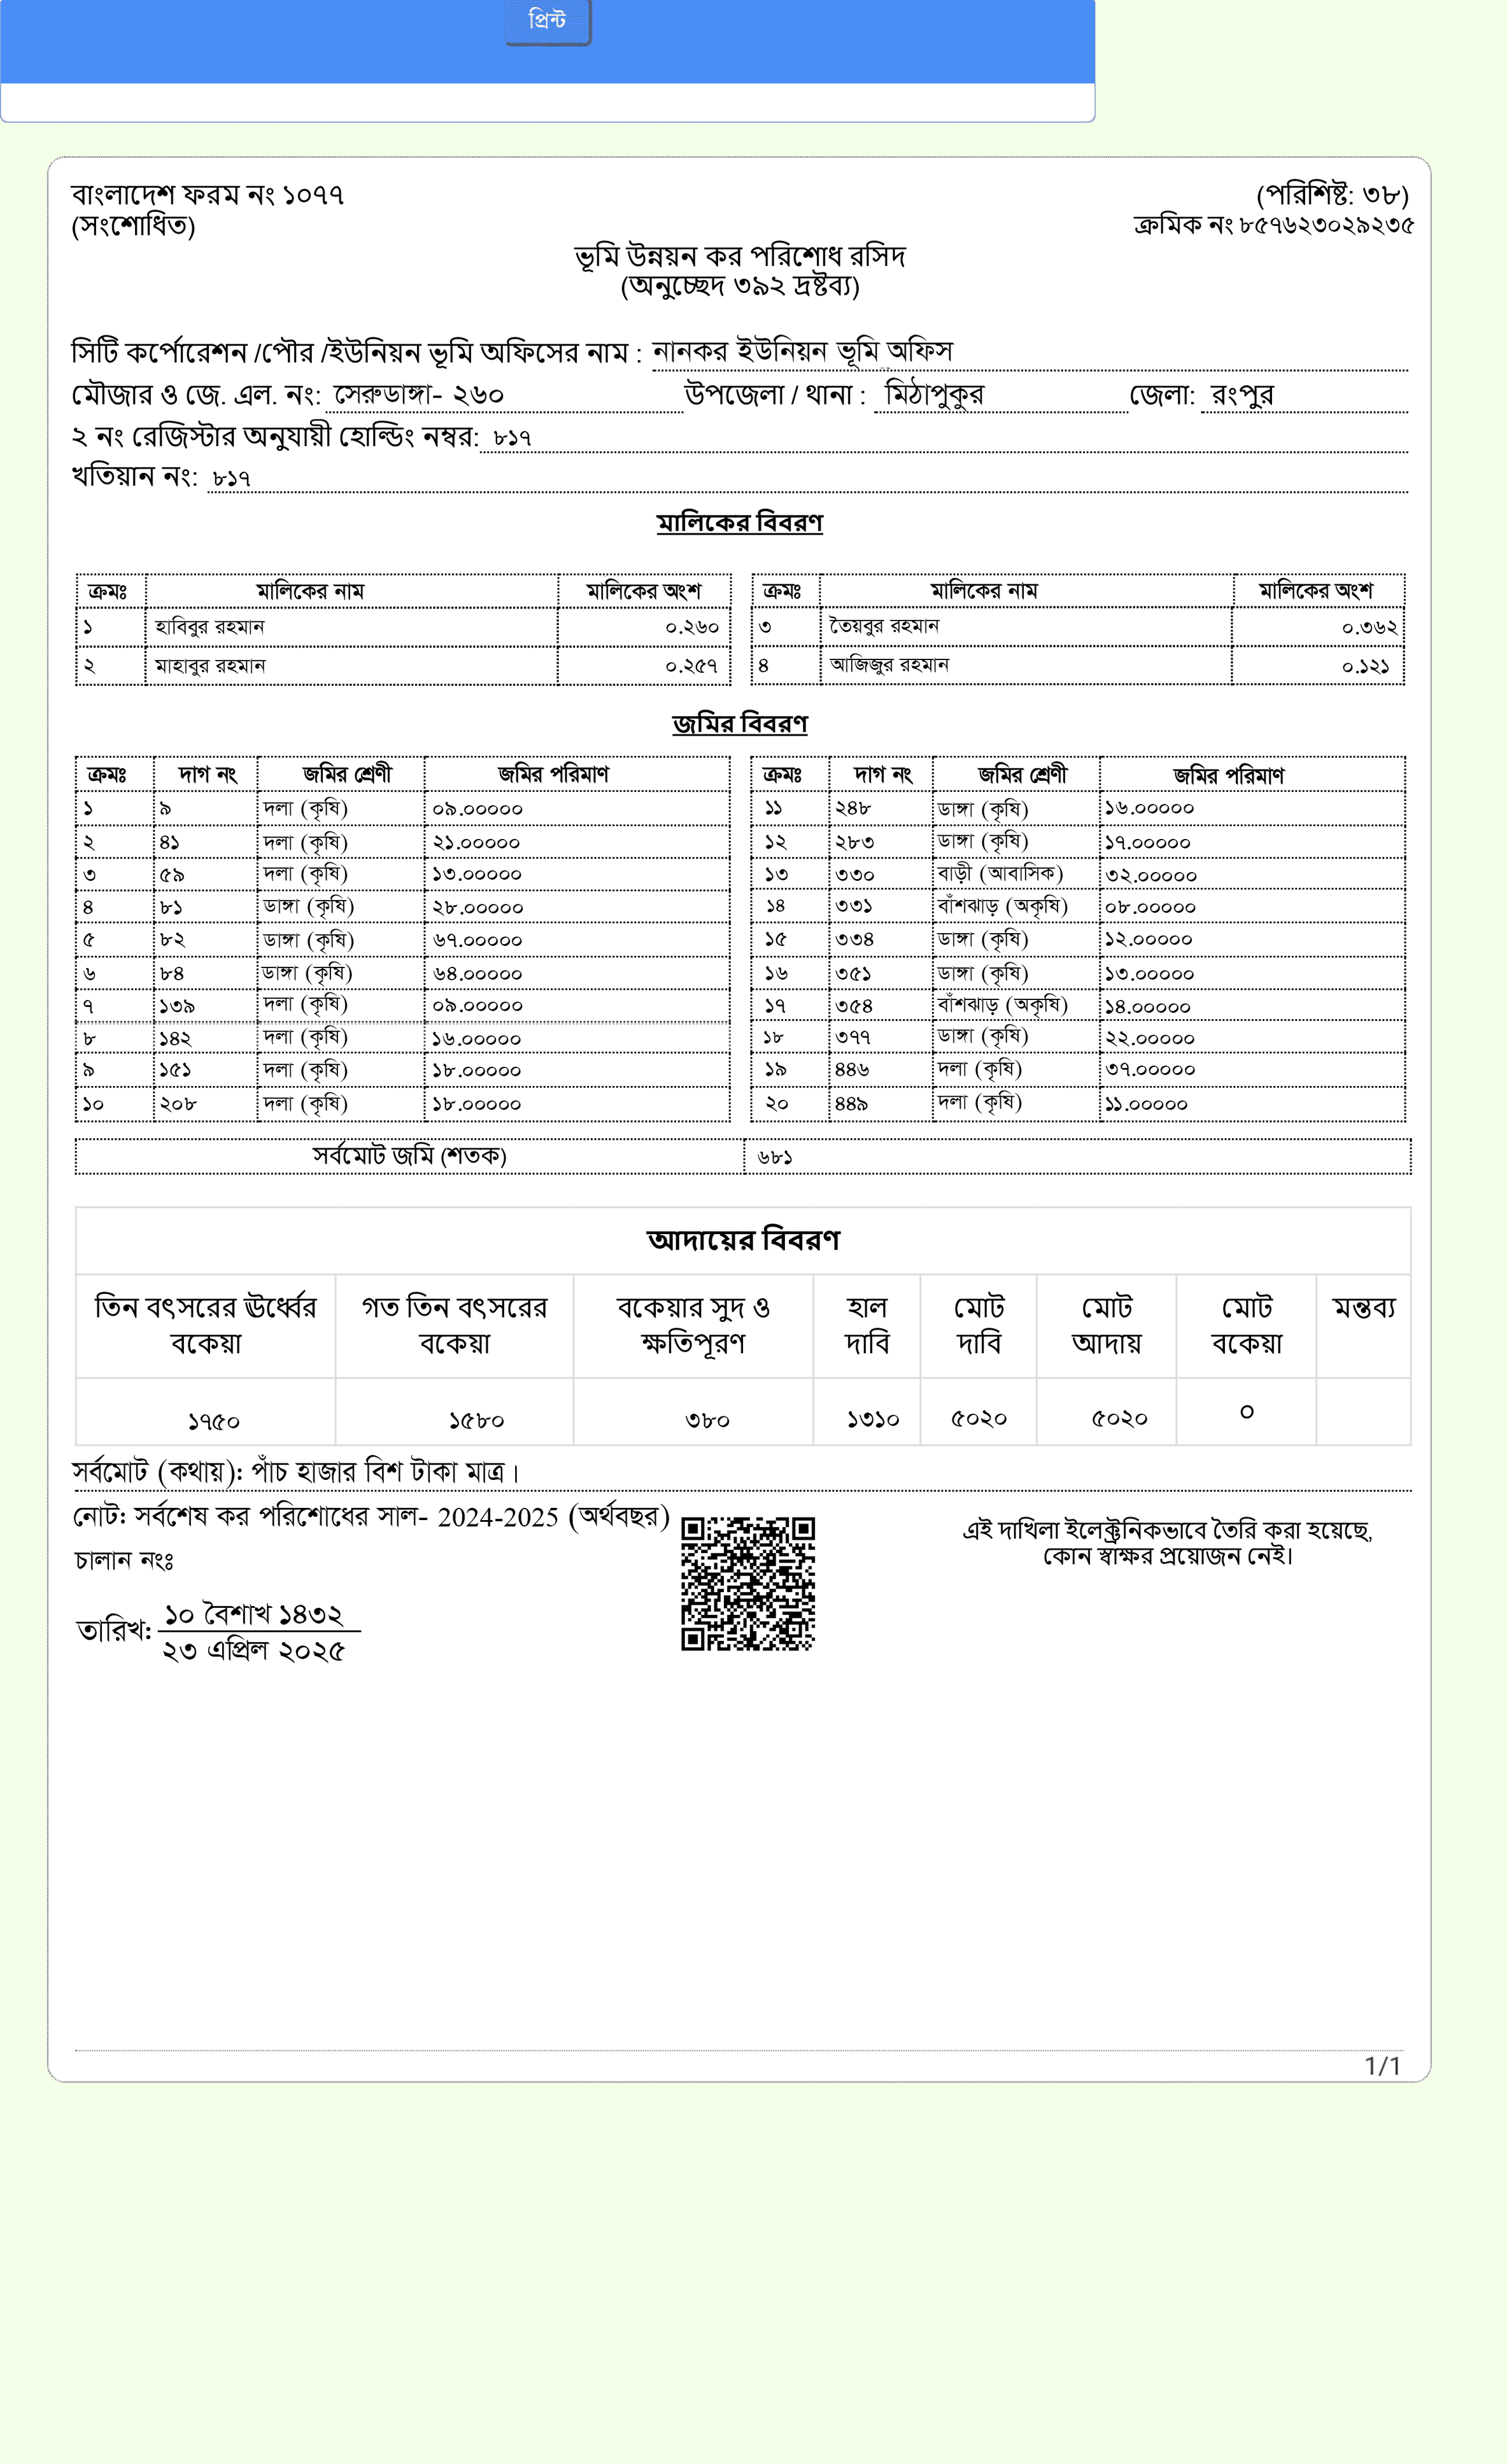 প্রিন্ট
বাংলাদেশ ফরম নং ১০৭৭
(সংশোধিত)
(পরিশিষ্ট: ৩৮)
ক্রমিক নং ৮৫৭৬২৩০২৯২৩৫
ভূমি উন্নয়ন কর পরিশোধ রসিদ
(অনুচ্ছেদ ৩৯২ দ্রষ্টব্য)
সিটি কর্পোরেশন /পৌর /ইউনিয়ন ভূমি অফিসের নাম : নানকর ইউনিয়ন ভূমি অফিস
মৌজার ও জে. এল. নং: সেরুডাঙ্গা- ২৬০ উপজেলা / থানা : মিঠাপুকুর জেলা: রংপুর
২ নং রেজিস্টার অনুযায়ী হোল্ডিং নম্বর: ৮১৭
খতিয়ান নং: ৮১৭
মালিকের বিবরণ
ক্রমঃ মালিকের নাম মালিকের অংশ ক্রমঃ মালিকের নাম মালিকের অংশ
১ হাবিবুর রহমান ০.২৬০ ৩ তৈয়বুর রহমান ০.৩৬২
২ মাহাবুর রহমান ০.২৫৭ ৪ আজিজুর রহমান ০.১২১
জমির বিবরণ
ক্রমঃ দাগ নং জমির শ্রেণী জমির পরিমাণ ক্রমঃ দাগ নং জমির শ্রেণী জমির পরিমাণ
১ ৯ দলা (কৃষি) ০৯.০০০০০ ১১ ২৪৮ ডাঙ্গা (কৃষি) ১৬.০০০০০
২ ৪১ দলা (কৃষি) ২১.০০০০০ ১২ ২৮৩ ডাঙ্গা (কৃষি) ১৭.০০০০০
৩ ৫৯ দলা (কৃষি) ১৩.০০০০০ ১৩ ৩৩০ বাড়ী (আবাসিক) ৩২.০০০০০
৪ ৮১ ডাঙ্গা (কৃষি) ২৮.০০০০০ ১৪ ৩৩১ বাঁশঝাড় (অকৃষি) ০৮.০০০০০
৫ ৮২ ডাঙ্গা (কৃষি) ৬৭.০০০০০ ১৫ ৩৩৪ ডাঙ্গা (কৃষি) ১২.০০০০০
৬ ৮৪ ডাঙ্গা (কৃষি) ৬৪.০০০০০ ১৬ ৩৫১ ডাঙ্গা (কৃষি) ১৩.০০০০০
৭ ১৩৯ দলা (কৃষি) ০৯.০০০০০ ১৭ ৩৫৪ বাঁশঝাড় (অকৃষি) ১৪.০০০০০
৮ ১৪২ দলা (কৃষি) ১৬.০০০০০ ১৮ ৩৭৭ ডাঙ্গা (কৃষি) ২২.০০০০০
৯ ১৫১ দলা (কৃষি) ১৮.০০০০০ ১৯ ৪৪৬ দলা (কৃষি) ৩৭.০০০০০
১০ ২০৮ দলা (কৃষি) ১৮.০০০০০ ২০ ৪৪৯ দলা (কৃষি) ১১.০০০০০
সর্বমোট জমি (শতক) ৬৮১
আদায়ের বিবরণ
তিন বৎসরের ঊর্ধ্বের বকেয়া গত তিন বৎসরের বকেয়া বকেয়ার সুদ ও ক্ষতিপূরণ হাল দাবি মোট দাবি মোট আদায় মোট বকেয়া মন্তব্য
১৭৫০ ১৫৮০ ৩৮০ ১৩১০ ৫০২০ ৫০২০ ০
সর্বমোট (কথায়): পাঁচ হাজার বিশ টাকা মাত্র।
নোট: সর্বশেষ কর পরিশোধের সাল- 2024-2025 (অর্থবছর)
চালান নংঃ
তারিখ: ১০ বৈশাখ ১৪৩২
২৩ এপ্রিল ২০২৫
এই দাখিলা ইলেক্ট্রনিকভাবে তৈরি করা হয়েছে,
কোন স্বাক্ষর প্রয়োজন নেই।
1/1